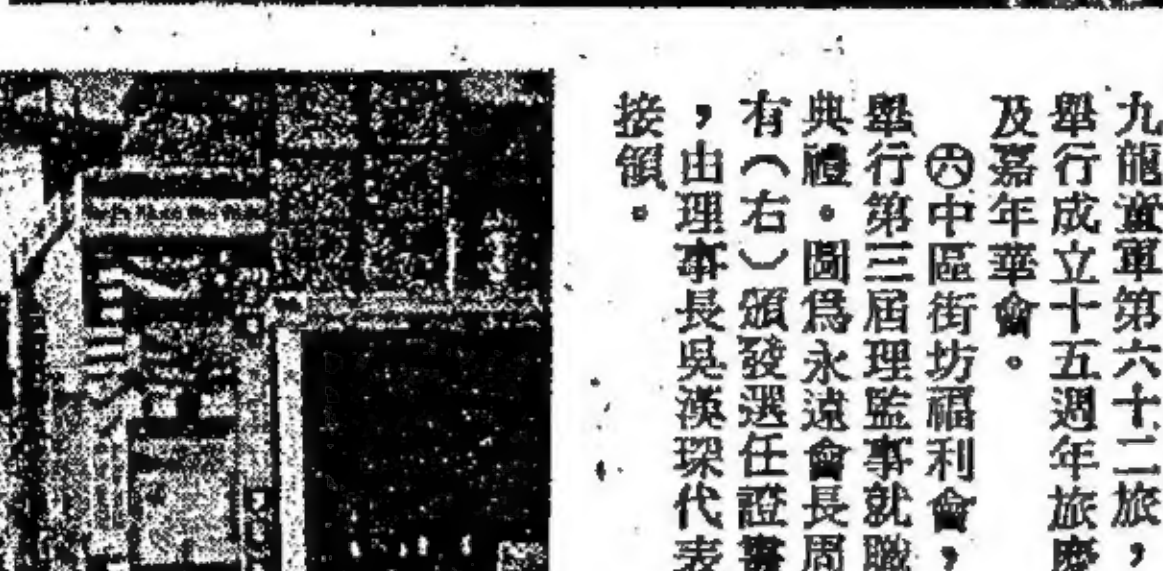 九龍童軍第六十二旅，
舉行成立十五週年旅慶
及嘉年華會。
㊅中區街坊福利會，
舉行第三屆理監事就職
典禮。圖爲永遠會長周
有（右）頒發選任證書
，由理事長吳漢琛代表
接領。